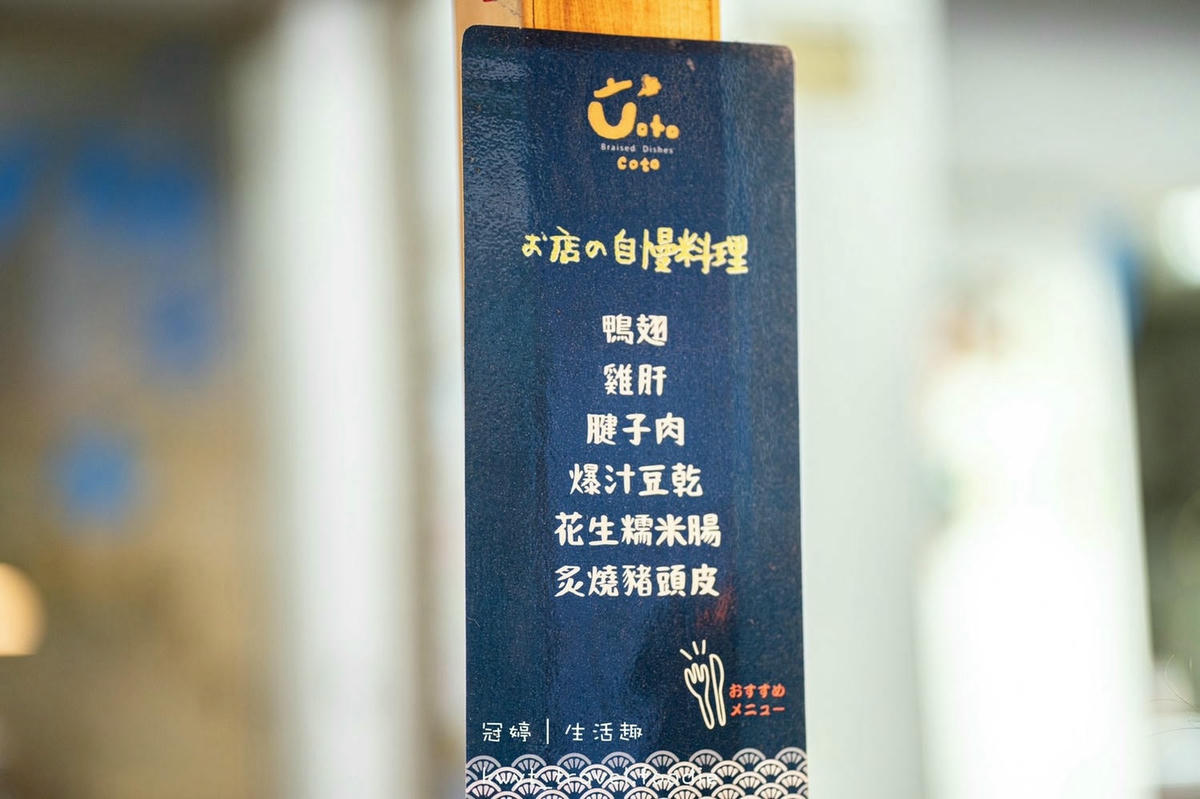 Coto
Braised Dishes
coto
お店の自慢料理
鴨翅
雞肝
腱子肉
爆汁豆乾
花生糯米腸
炙燒豬頭皮
おすすめ
メニュー
冠婷 | 生活趣